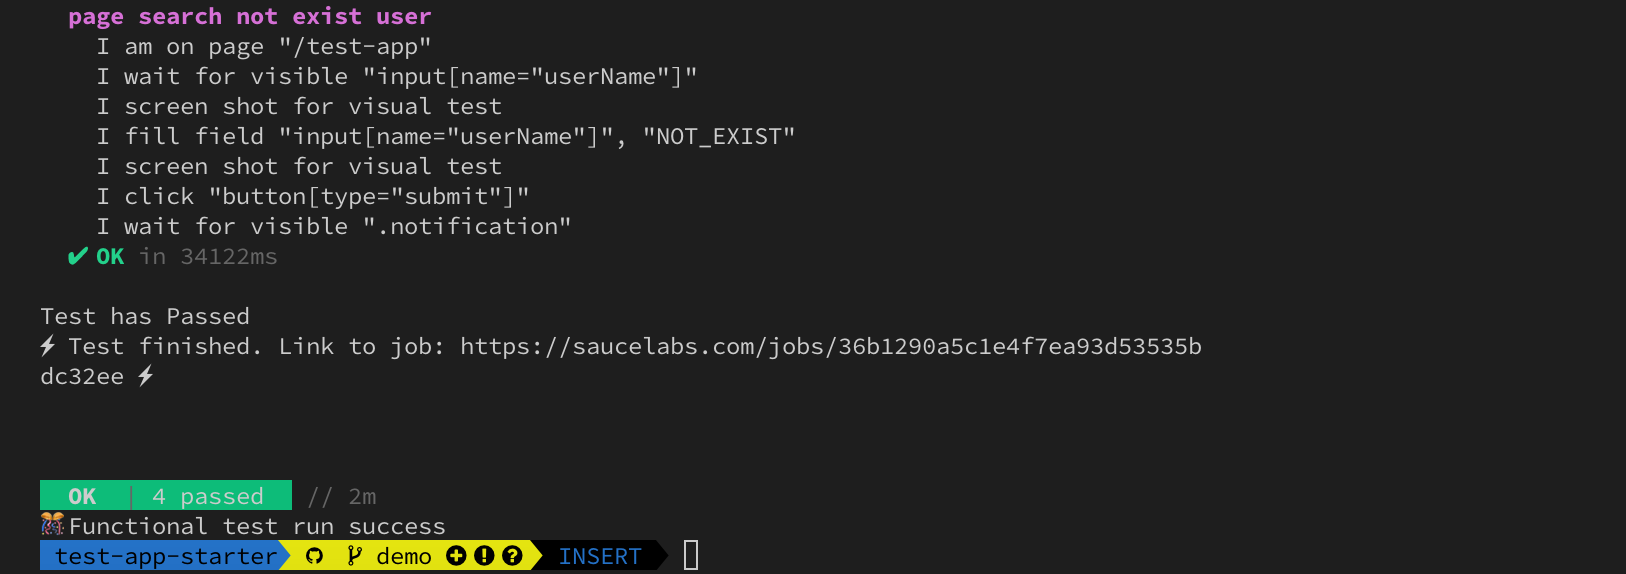 page search not exist user
I am on page "/test-app"
I wait for visible "input[name="userName"]"
I screen shot for visual test
I fill field "input[name="userName"]", "NOT_EXIST"
I screen shot for visual test
I click "button[type="submit"]"
I wait for visible ".notification"
✔ OK in 34122ms
Test has Passed
⚡ Test finished. Link to job: https://saucelabs.com/jobs/36b1290a5c1e4f7ea93d53535b
dc32ee ⚡
OK | 4 passed // 2m
🎊Functional test run success
test-app-starter demo + ! ? INSERT